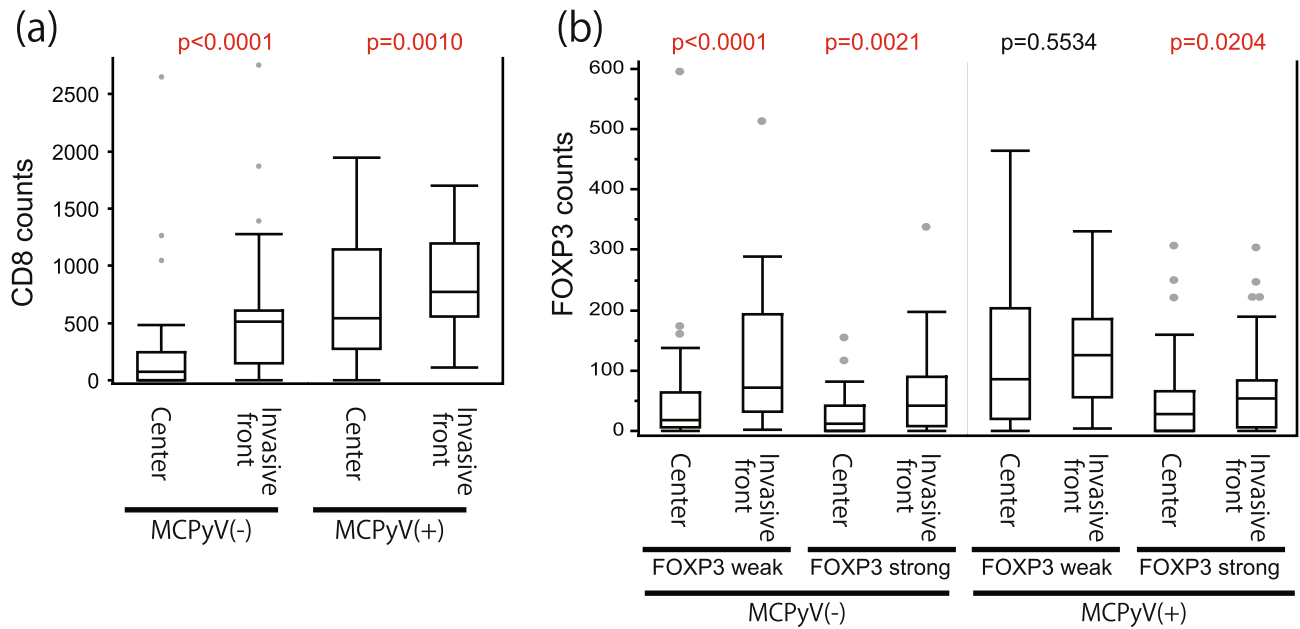 (a)
p<0.0001
p=0.0010
CD8 counts
2500
2000
1500
1000
500
0
Center
Invasive
front
Center
Invasive
front
MCPyV(-)
MCPyV(+)
(b)
p<0.0001
p=0.0021
p=0.5534
p=0.0204
FOXP3 counts
600
500
400
300
200
100
0
Center
Invasive
front
Center
Invasive
front
Center
Invasive
front
Center
Invasive
front
FOXP3 weak
FOXP3 strong
FOXP3 weak
FOXP3 strong
MCPyV(-)
MCPyV(+)